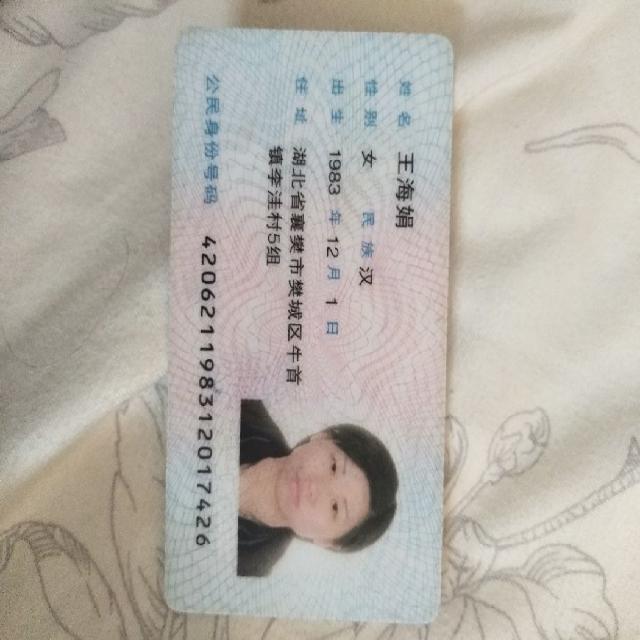 姓名 王海娟
性别 女 民族 汉
出生 1983 年 12 月 1 日
住址 湖北省襄樊市樊城区牛首
镇 村5组
公民身份号码 420621198312017426